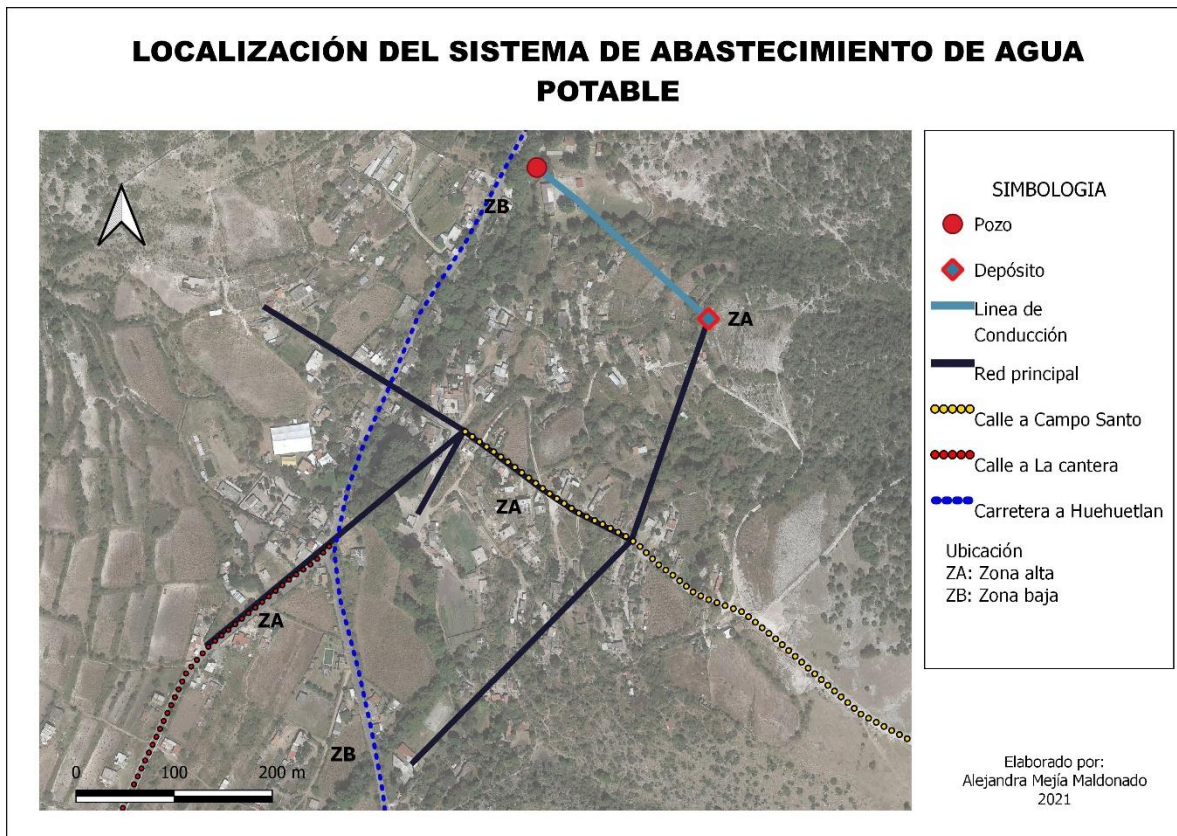 LOCALIZACIÓN DEL SISTEMA DE ABASTECIMIENTO DE AGUA
POTABLE
ZB
ZA
ZA
ZA
ZB
0 100 200 m
SIMBOLOGIA
Pozo
Depósito
Linea de
Conducción
Red principal
Calle a Campo Santo
Calle a La cantera
Carretera a Huehuetlan
Ubicación
ZA: Zona alta
ZB: Zona baja
Elaborado por:
Alejandra Mejía Maldonado
2021